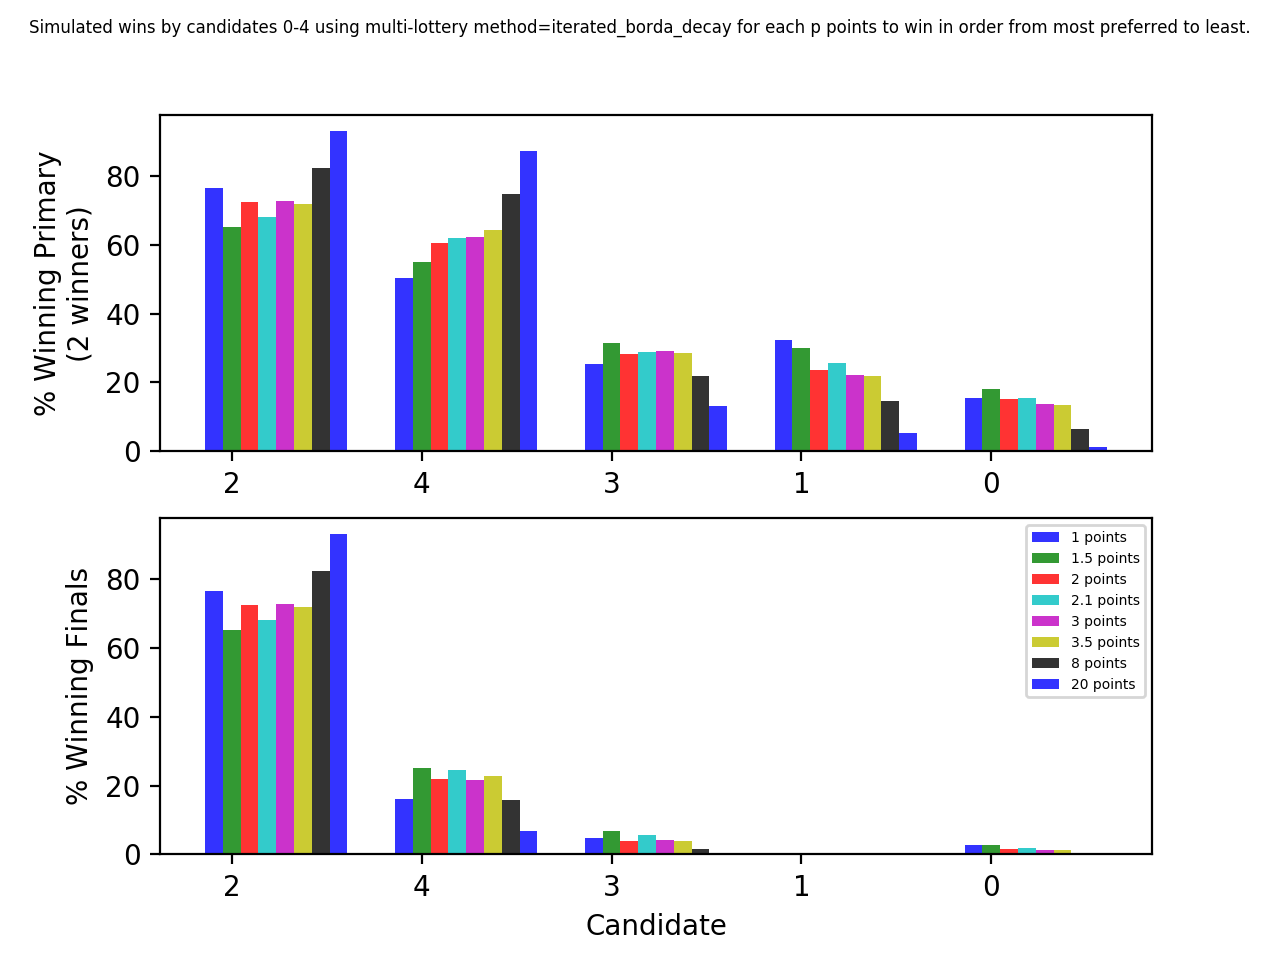 Simulated wins by candidates 0-4 using multi-lottery method=iterated_borda_decay for each p points to win in order from most preferred to least.
% Winning Primary
(2 winners)
80
60
40
20
0
2 4 3 1 0
% Winning Finals
80
60
40
20
0
1 points
1.5 points
2 points
2.1 points
3 points
3.5 points
8 points
20 points
2 4 3 1 0
Candidate